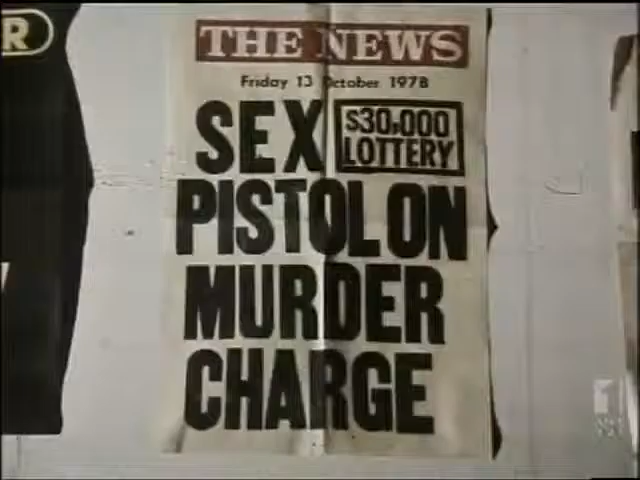 R
THE NEWS
Friday 13 October 1978
SEX
$30,000
LOTTERY
PISTOL ON
MURDER
CHARGE